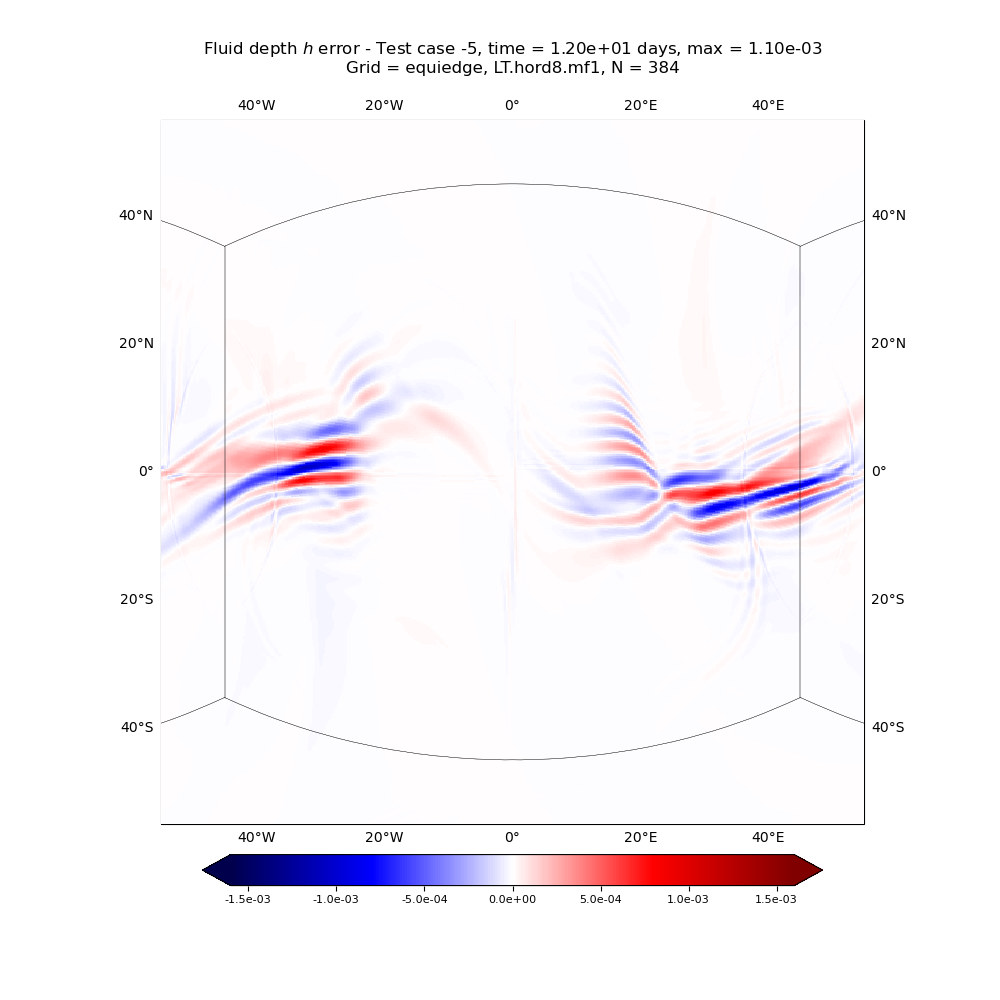 Fluid depth h error - Test case -5, time = 1.20e+01 days, max = 1.10e-03
Grid = equiedge, LT.hord8.mf1, N = 384
40°W 20°W 0° 20°E 40°E
40°N 40°N
20°N 20°N
0° 0°
20°S 20°S
40°S 40°S
40°W 20°W 0° 20°E 40°E
-1.5e-03 -1.0e-03 -5.0e-04 0.0e+00 5.0e-04 1.0e-03 1.5e-03